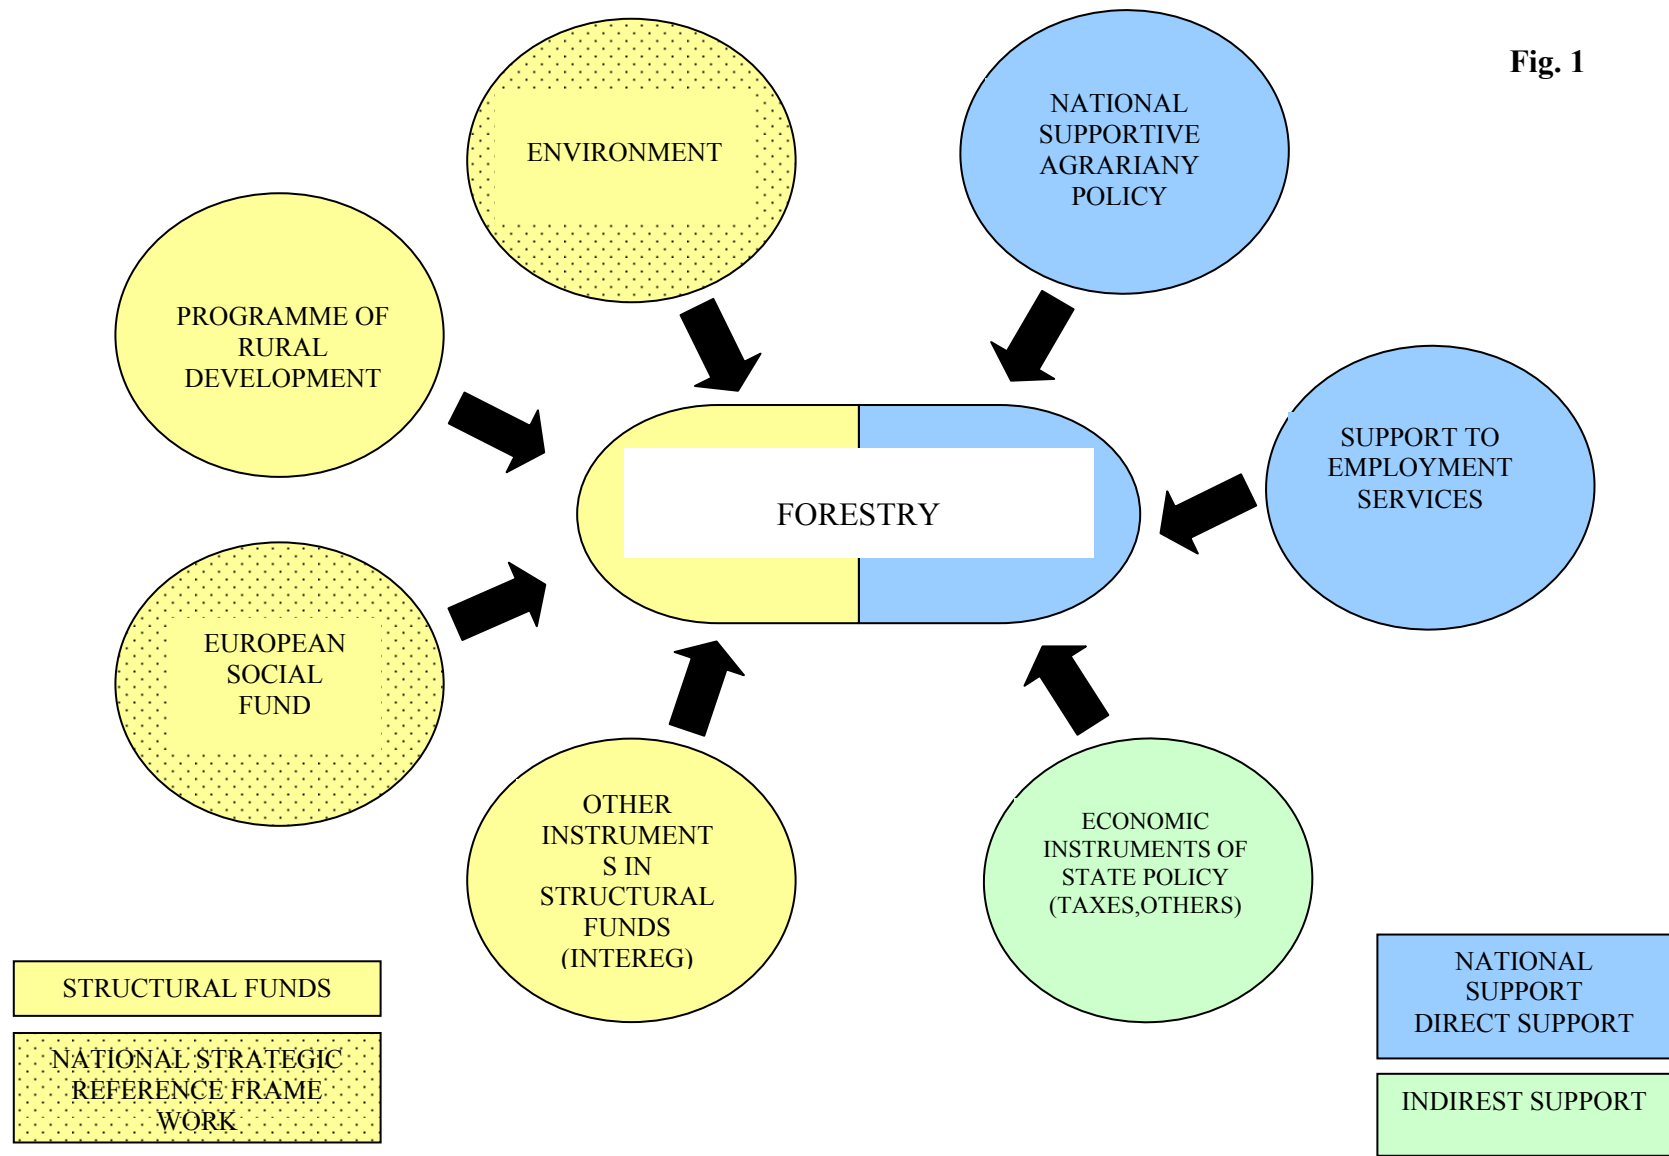 Fig. 1
ENVIRONMENT
NATIONAL
SUPPORTIVE
AGRARIANY
POLICY
PROGRAMME OF
RURAL
DEVELOPMENT
SUPPORT TO
EMPLOYMENT
SERVICES
FORESTRY
EUROPEAN
SOCIAL
FUND
OTHER
INSTRUMENT
S IN
STRUCTURAL
FUNDS
(INTEREG)
ECONOMIC
INSTRUMENTS OF
STATE POLICY
(TAXES,OTHERS)
STRUCTURAL FUNDS
NATIONAL STRATEGIC
REFERENCE FRAME
WORK
NATIONAL
SUPPORT
DIRECT SUPPORT
INDIREST SUPPORT